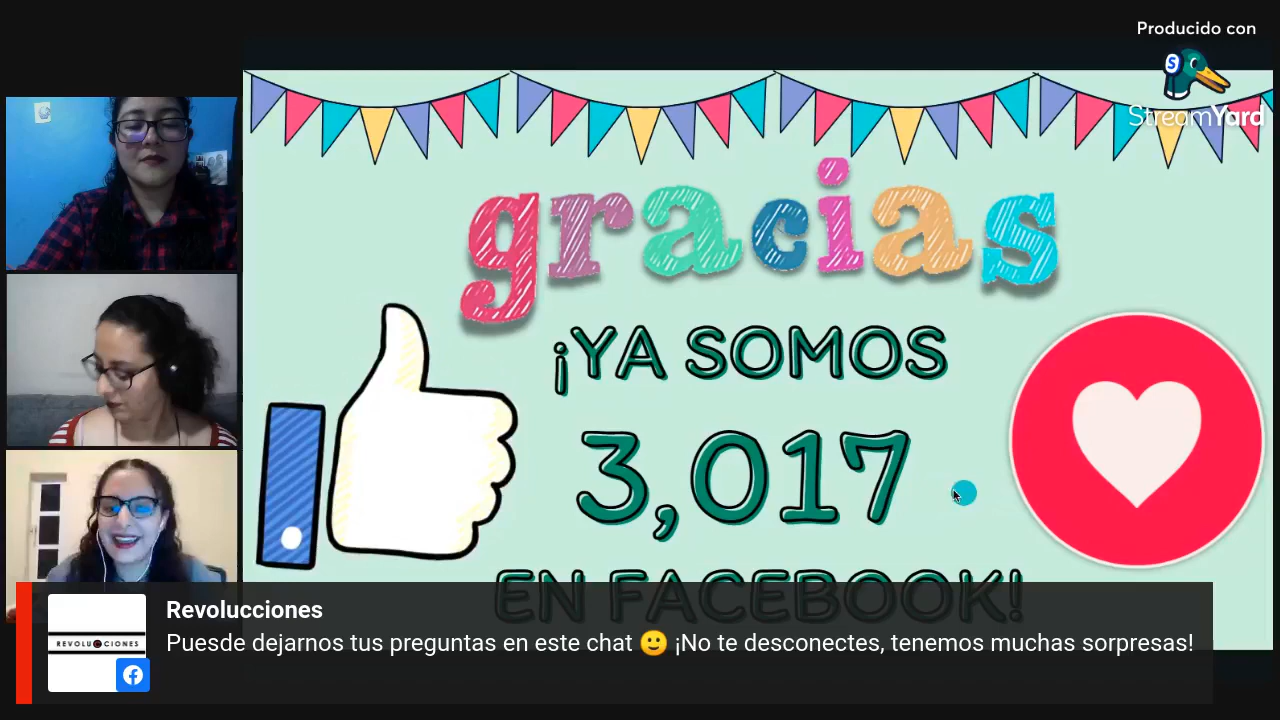 Producido con
StreamYard
gracias
¡YA SOMOS
3,017
EN FACEBOOK!
Revolucciones
REVOLUCCIONES
Puesde dejarnos tus preguntas en este chat 🙂 ¡No te desconectes, tenemos muchas sorpresas!